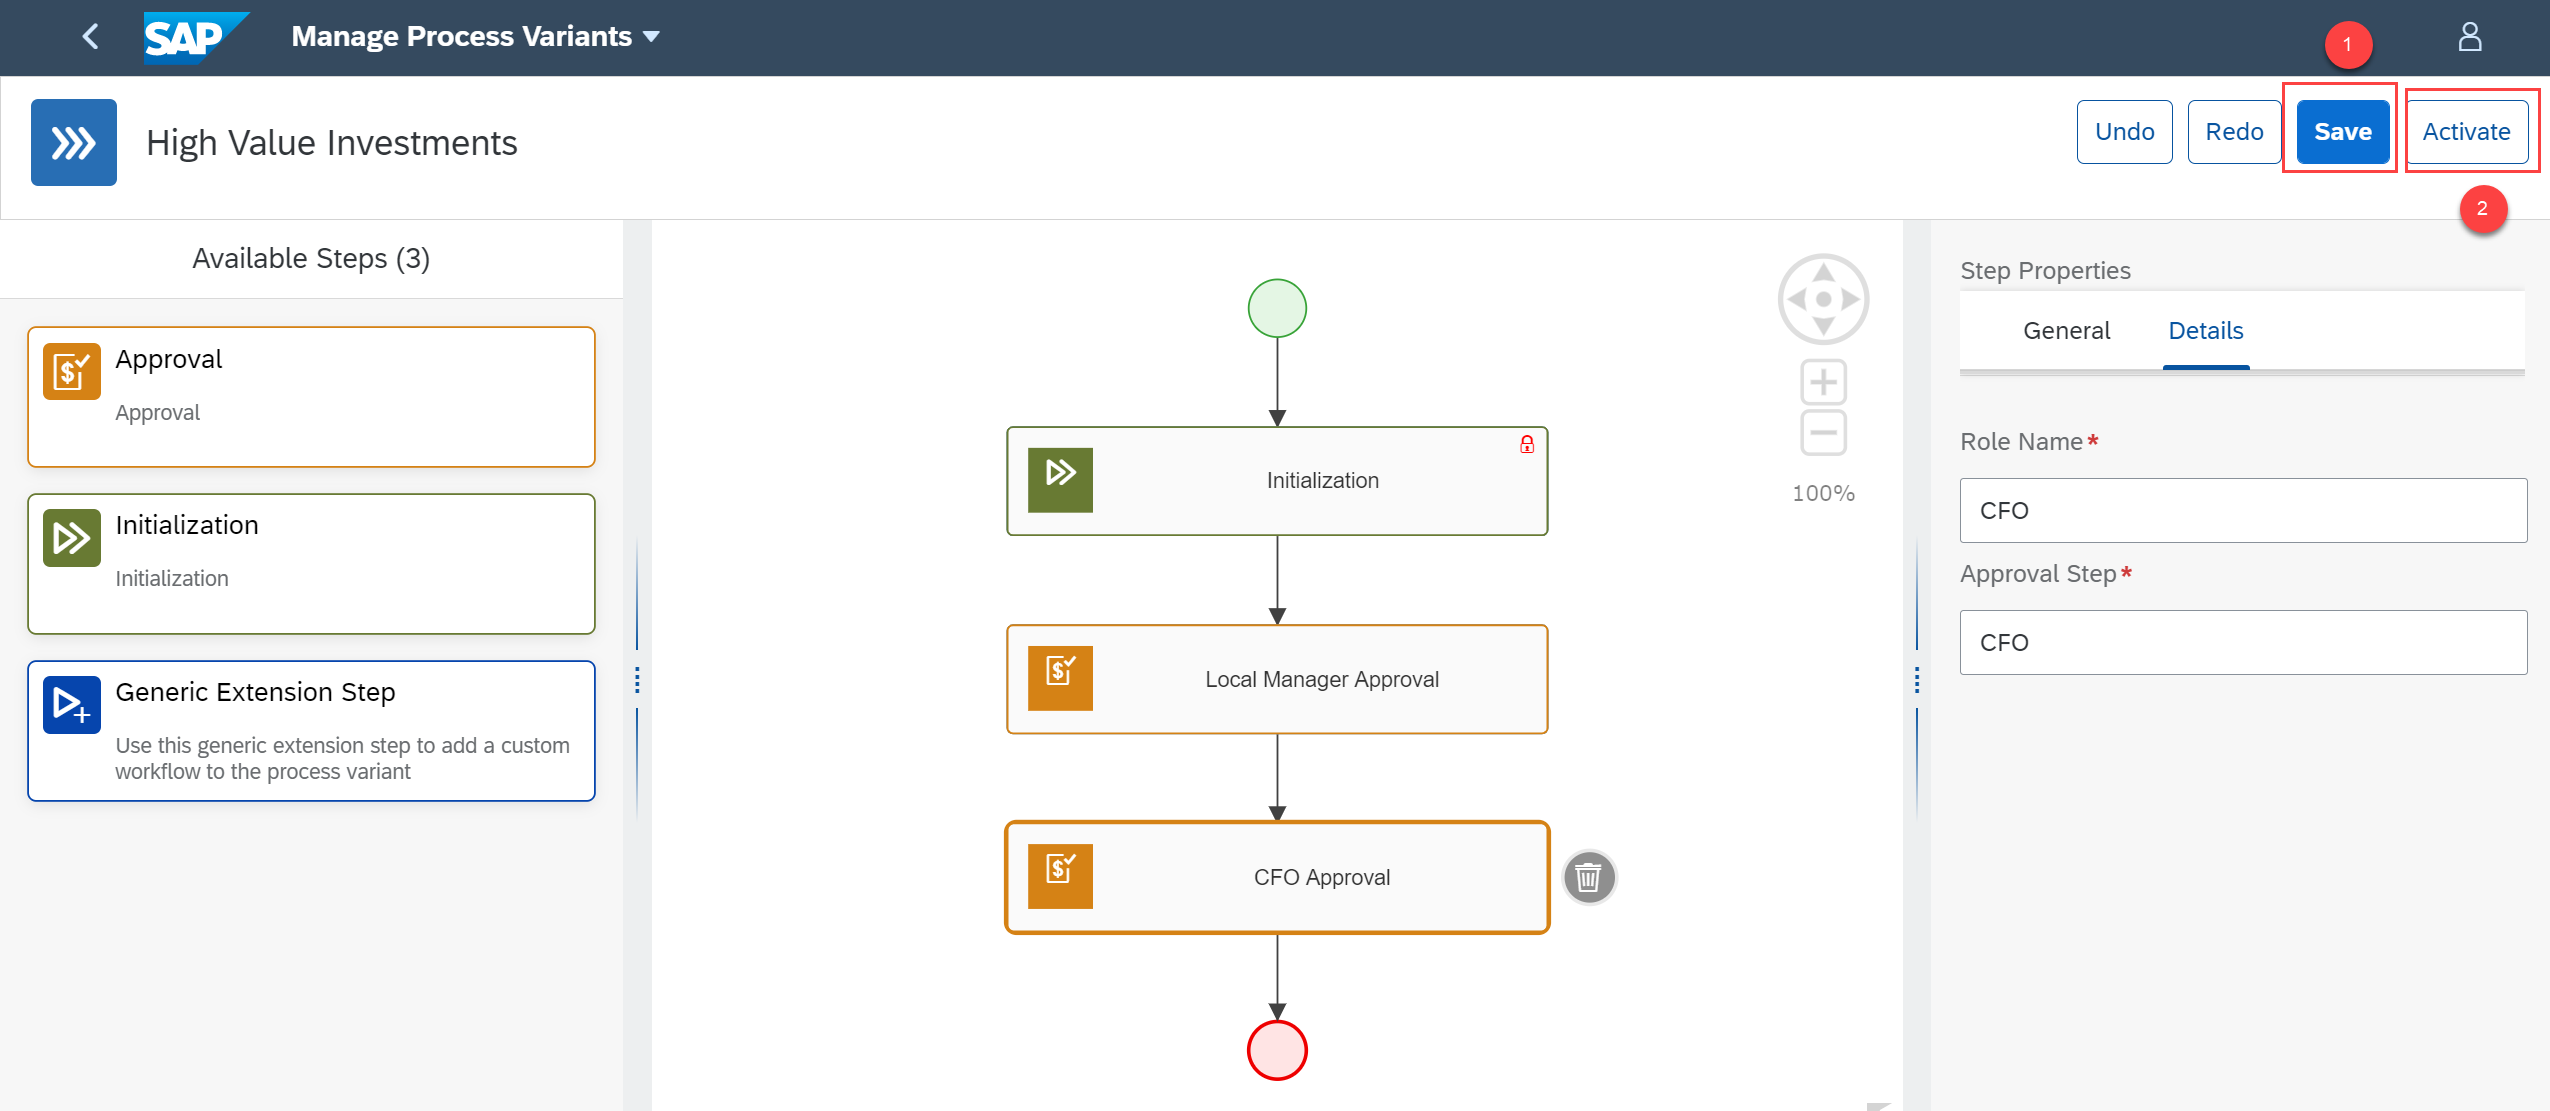 SAP
Manage Process Variants
1
High Value Investments
Undo
Redo
Save
Activate
2
Available Steps (3)
Approval
Approval
Initialization
Initialization
Generic Extension Step
Use this generic extension step to add a custom
workflow to the process variant
Initialization
Local Manager Approval
CFO Approval
100%
Step Properties
General
Details
Role Name*
CFO
Approval Step*
CFO